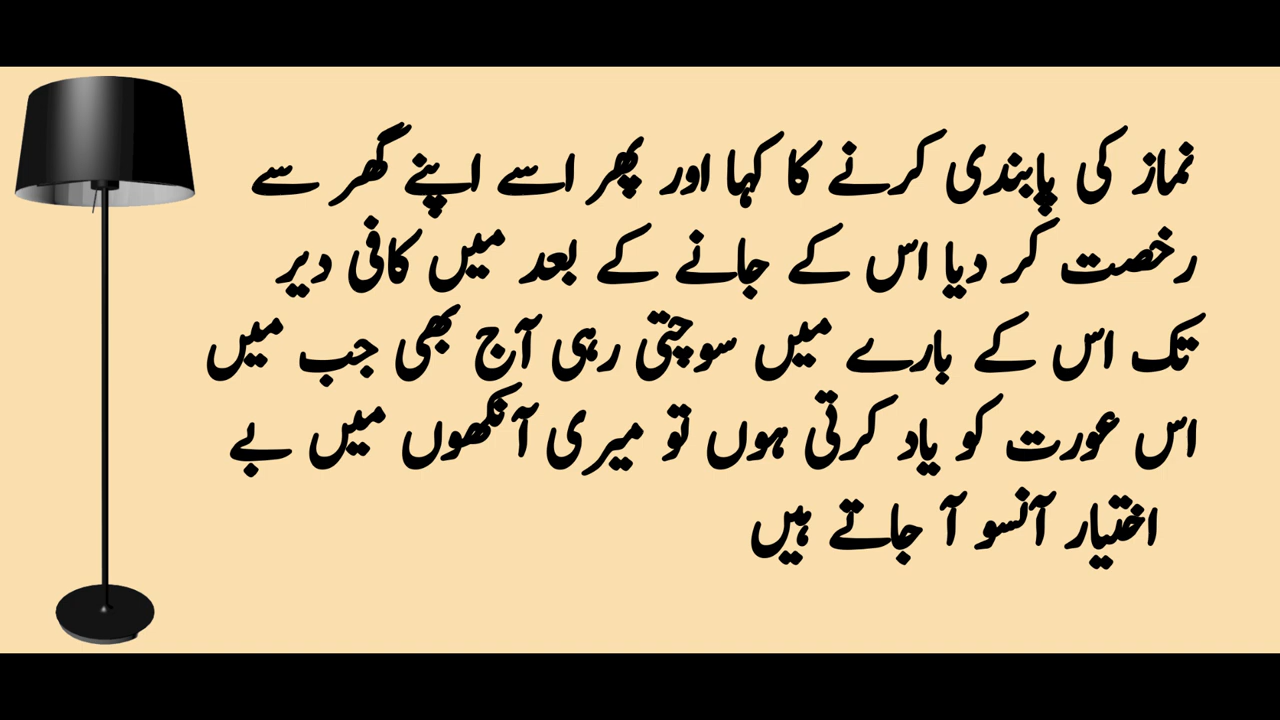 نماز کی پابندی کرنے کا کہا اور پھر اسے اپنے گھر سے
رخصت کر دیا اس کے جانے کے بعد میں کافی دیر
تک اس کے بارے میں سوچتی رہی آج بھی جب میں
اس عورت کو یاد کرتی ہوں تو میری آنکھوں میں بے
اختیار آنسو آ جاتے ہیں